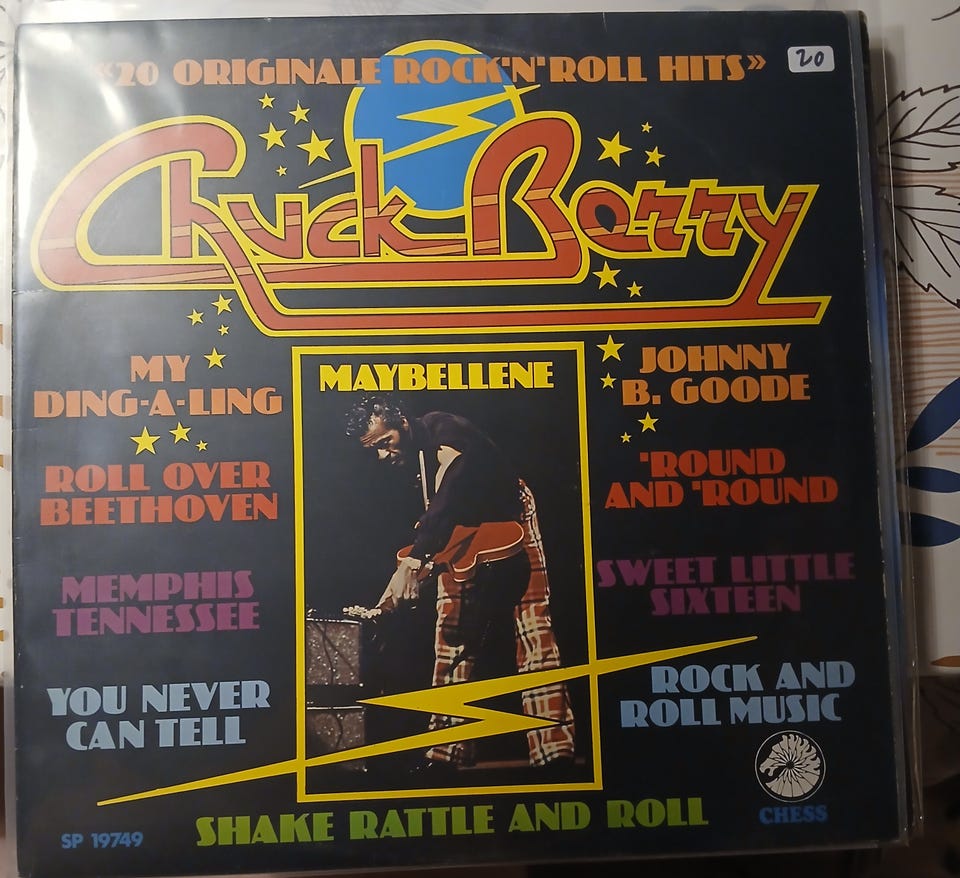 «20 ORIGINALE ROCK'N'ROLL HITS»
20
Chuck Berry
MY
DING-A-LING
ROLL OVER
BEETHOVEN
MEMPHIS
TENNESSEE
YOU NEVER
CAN TELL
MAYBELLENE
JOHNNY
B. GOODE
'ROUND
AND 'ROUND
SWEET LITTLE
SIXTEEN
ROCK AND
ROLL MUSIC
SHAKE RATTLE AND ROLL
SP 19749
CHESS